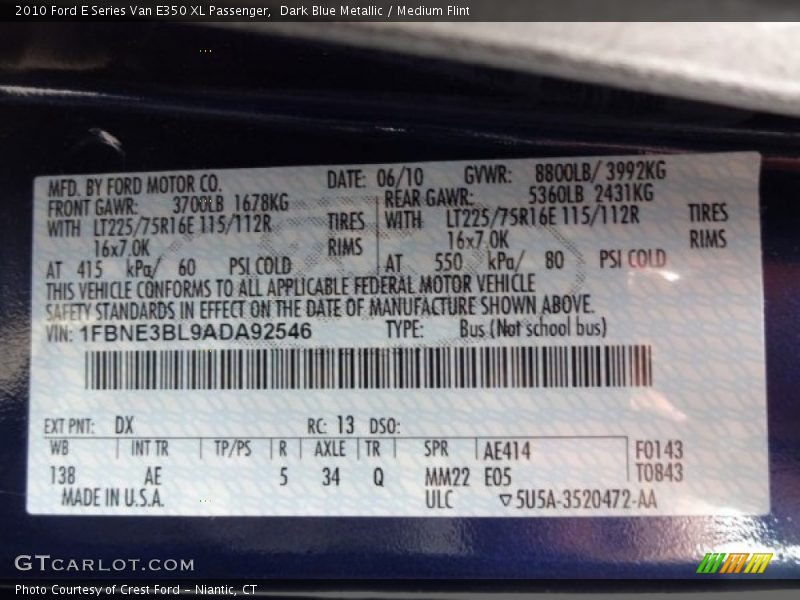 2010 Ford E Series Van E350 XL Passenger,  Dark Blue Metallic / Medium Flint
MFD. BY FORD MOTOR CO. DATE: 06/10 GVWR: 8800LB/ 3992KG
FRONT GAWR: 3700LB 1678KG REAR GAWR: 5360LB 2431KG
WITH LT225/75R16E 115/112R TIRES WITH LT225/75R16E 115/112R TIRES
16x7.0K RIMS 16x7.0K RIMS
AT 415 kPa/ 60 PSI COLD AT 550 kPa/ 80 PSI COLD
THIS VEHICLE CONFORMS TO ALL APPLICABLE FEDERAL MOTOR VEHICLE
SAFETY STANDARDS IN EFFECT ON THE DATE OF MANUFACTURE SHOWN ABOVE.
VIN: 1FBNE3BL9ADA92546 TYPE: Bus (Not school bus)
EXT PNT: DX RC: 13 DSO:
WB INT TR TP/PS R AXLE TR SPR AE414 F0143
138 AE 5 34 Q MM22 E05 T0843
MADE IN U.S.A. ULC ▽5U5A-3520472-AA
GTCARLOT.COM
Photo Courtesy of Crest Ford – Niantic, CT